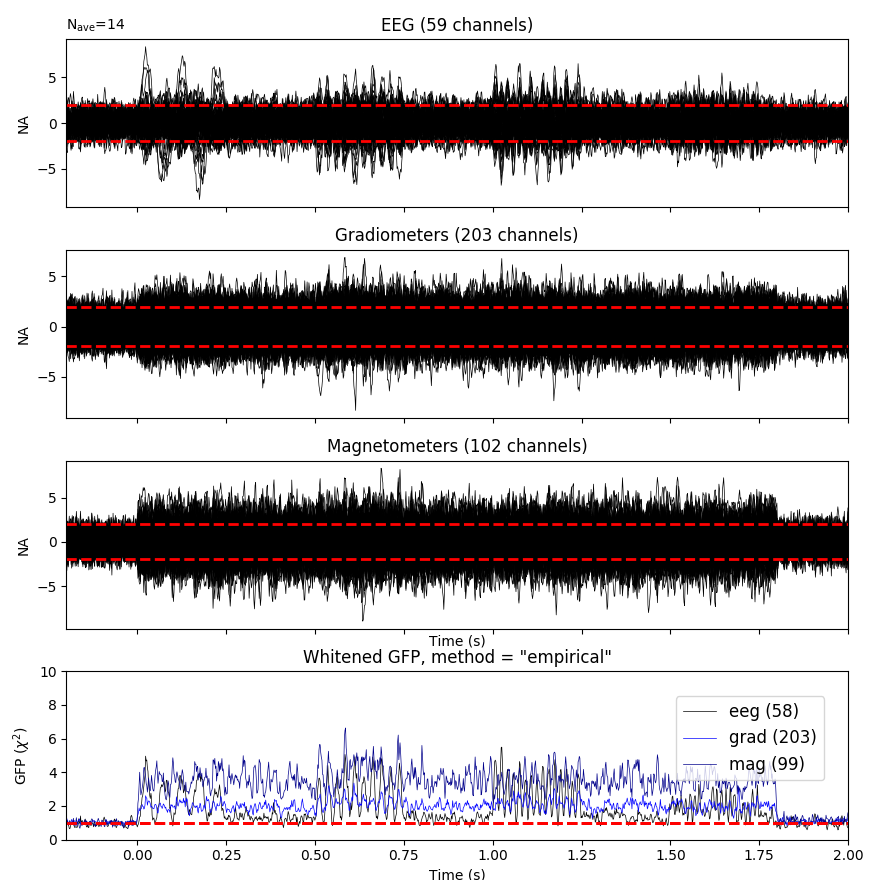 Nave=14
EEG (59 channels)
NA
5
0
−5
Gradiometers (203 channels)
NA
5
0
−5
Magnetometers (102 channels)
NA
5
0
−5
Time (s)
Whitened GFP, method = "empirical"
GFP (χ²)
10
8
6
4
2
0
eeg (58)
grad (203)
mag (99)
0.00 0.25 0.50 0.75 1.00 1.25 1.50 1.75 2.00
Time (s)